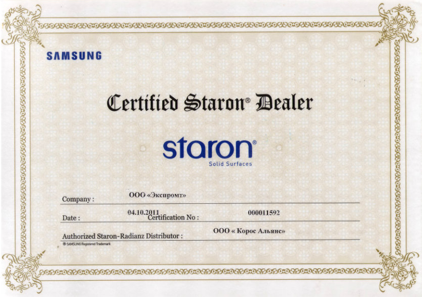 SAMSUNG
Certified Staron® Dealer
staron®
Solid Surfaces
Company : ООО «Экспромт»
Date : 04.10.2011 Certification No : 000011592
Authorized Staron-Radianz Distributor : ООО « Корос Альянс»